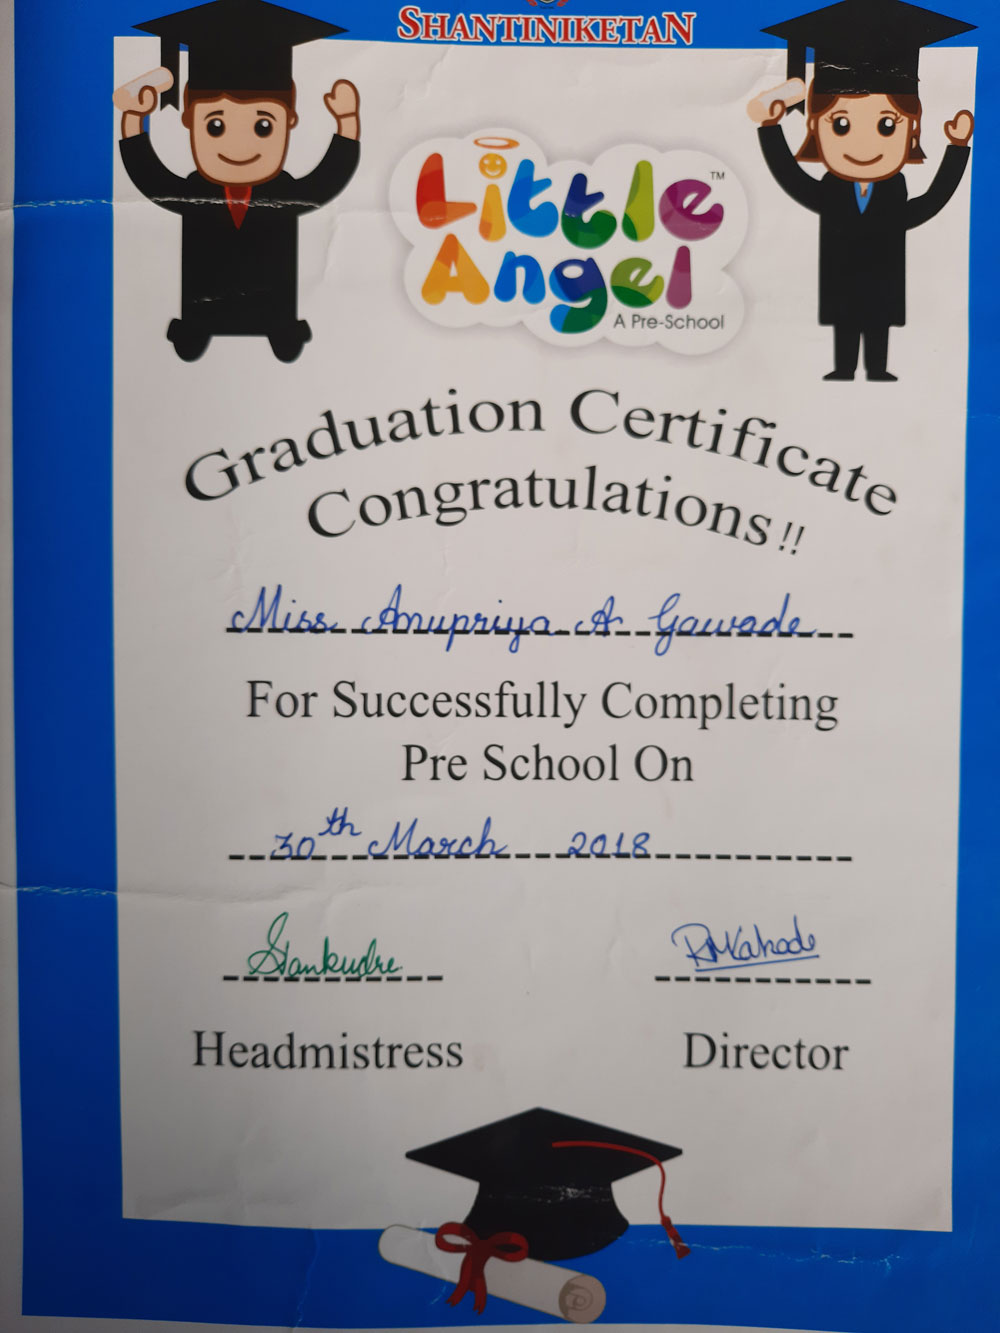 SHANTINIKETAN
Little
Angel
TM
A Pre-School
Graduation Certificate
Congratulations!!
Miss Anupriya A Gawade
For Successfully Completing
Pre School On
30th March 2018
Headmistress
Director